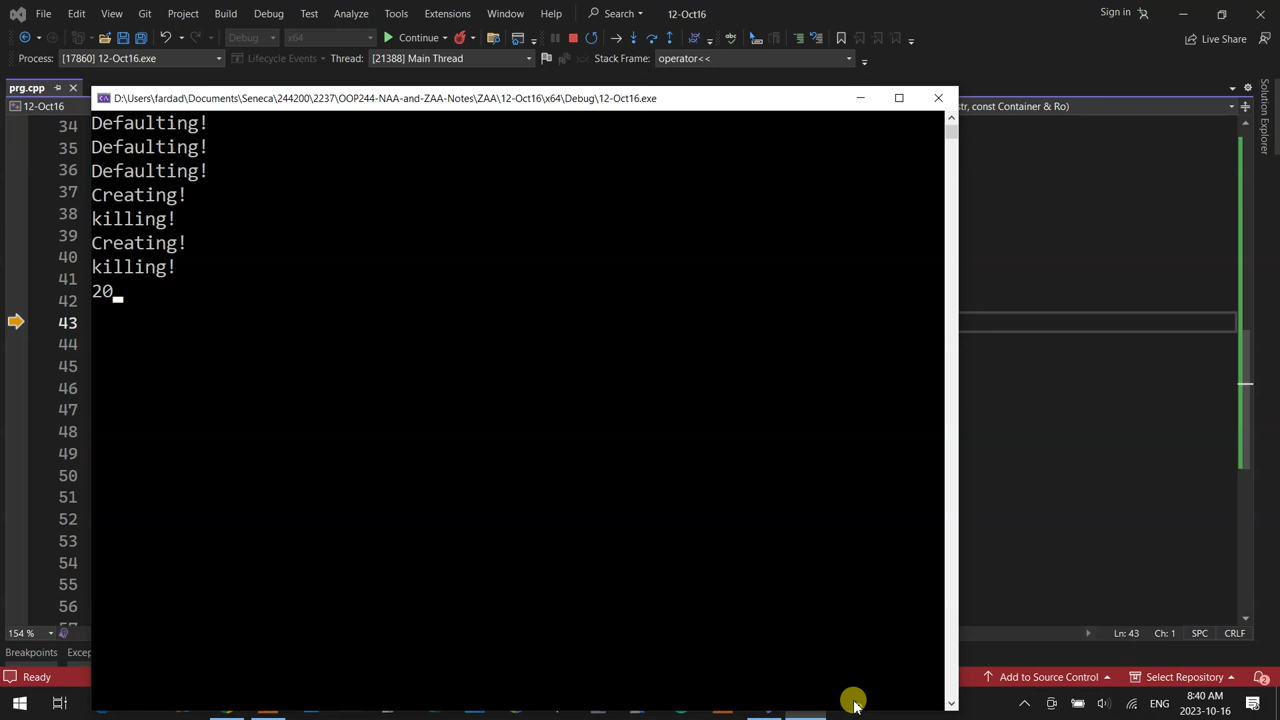 File Edit View Git Project Build Debug Test Analyze Tools Extensions Window Help Search 12-Oct16 Sign in
Debug x64 Continue Live Share
Process: [17860] 12-Oct16.exe Lifecycle Events Thread: [21388] Main Thread Stack Frame: operator<<
prg.cpp
12-Oct16 str, const Container & Ro)
D:\Users\fardad\Documents\Seneca\244200\2237\OOP244-NAA-and-ZAA-Notes\ZAA\12-Oct16\x64\Debug\12-Oct16.exe
Solution Explorer
34
35
36
37
38
39
40
41
42
43
44
45
46
47
48
49
50
51
52
53
54
55
56
Defaulting!
Defaulting!
Defaulting!
Creating!
killing!
Creating!
killing!
20
154 % Ln: 43 Ch: 1 SPC CRLF
Breakpoints Excep
Ready Add to Source Control Select Repository 2
ENG 8:40 AM
2023-10-16